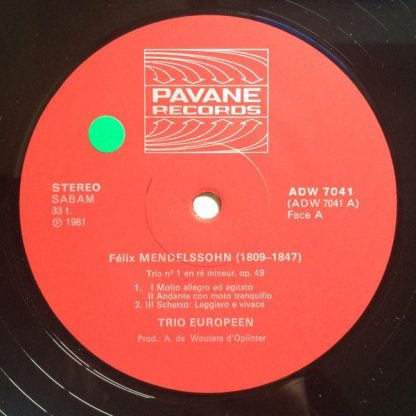 PAVANE
RECORDS
STEREO
SABAM
33 t.
℗ 1981
ADW 7041
(ADW 7041 A)
Face A
Félix MENDELSSOHN (1809-1847)
Trio nº 1 en ré mineur, op. 49
1. I Molto allegro ed agitato
II Andante con moto tranquillo
2. III Scherzo: Leggiero e vivace
TRIO EUROPEEN
Prod.. A. de Wouters d'Oplinter